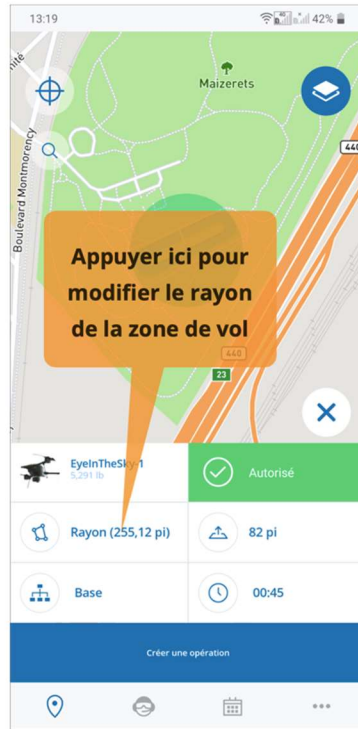 13:19
42%
nité
Maizerets
Boulevard Montmorency
440
Appuyer ici pour
modifier le rayon
de la zone de vol
440
23
EyeInTheSky-1
5,291 lb
Autorisé
Rayon (255,12 pi)
82 pi
Base
00:45
Créer une opération